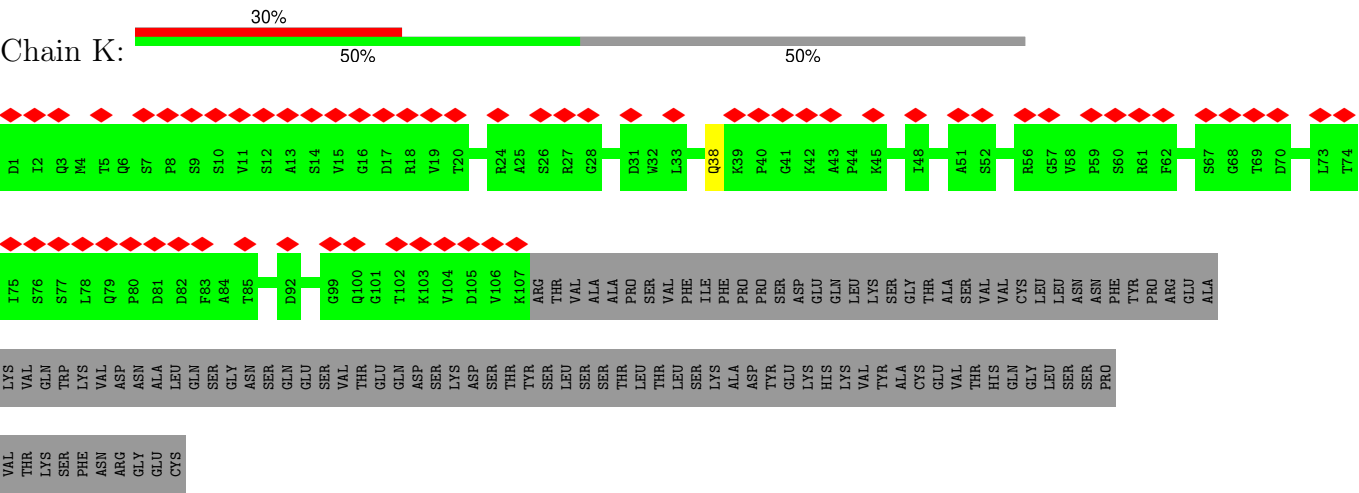 30%
Chain K:
50% 50%
D1 I2 Q3 M4 T5 Q6 S7 P8 S9 S10 V11 S12 A13 S14 V15 G16 D17 R18 V19 T20 R24 A25 S26 R27 G28 D31 W32 L33 Q38 K39 P40 G41 K42 A43 P44 K45 I48 A51 S52 R56 G57 V58 P59 S60 R61 F62 S67 G68 T69 D70 L73 T74
I75 S76 S77 L78 Q79 P80 D81 D82 F83 A84 T85 D92 G99 Q100 G101 T102 K103 V104 D105 V106 K107 ARG THR VAL ALA ALA PRO SER VAL PHE ILE PHE PRO PRO SER ASP GLU GLN LEU LYS SER GLY THR ALA SER VAL VAL CYS LEU LEU ASN ASN PHE TYR PRO ARG GLU ALA
LYS VAL GLN TRP LYS VAL ASP ASN ALA LEU GLN SER GLY ASN SER GLN GLU SER VAL THR GLU GLN ASP SER LYS ASP SER THR TYR SER LEU SER SER THR LEU THR LEU SER LYS ALA ASP TYR GLU LYS HIS LYS VAL TYR ALA CYS GLU VAL THR HIS GLN GLY LEU SER SER PRO
VAL THR LYS SER PHE ASN ARG GLY GLU CYS